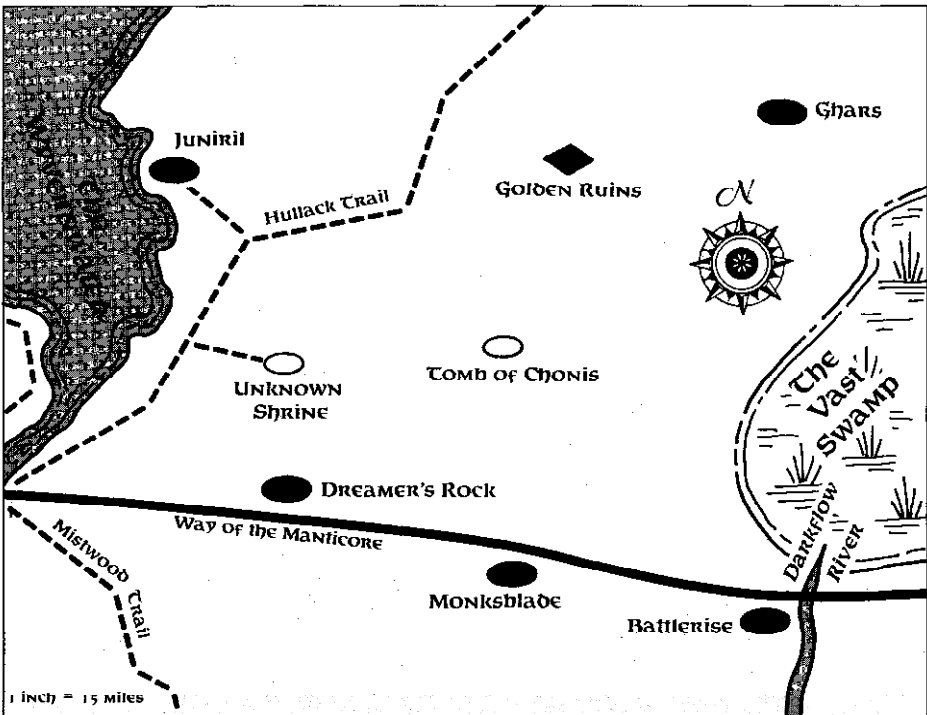 Ghars
Juniril
Golden Ruins
N
Hullack Trail
The
Vast
Swamp
Unknown
Shrine
Tomb of Chonis
Dreamer's Rock
Way of the Manticore
Mistwood
Trail
Darkflow
River
Monksblade
Battlerise
1 inch = 15 miles